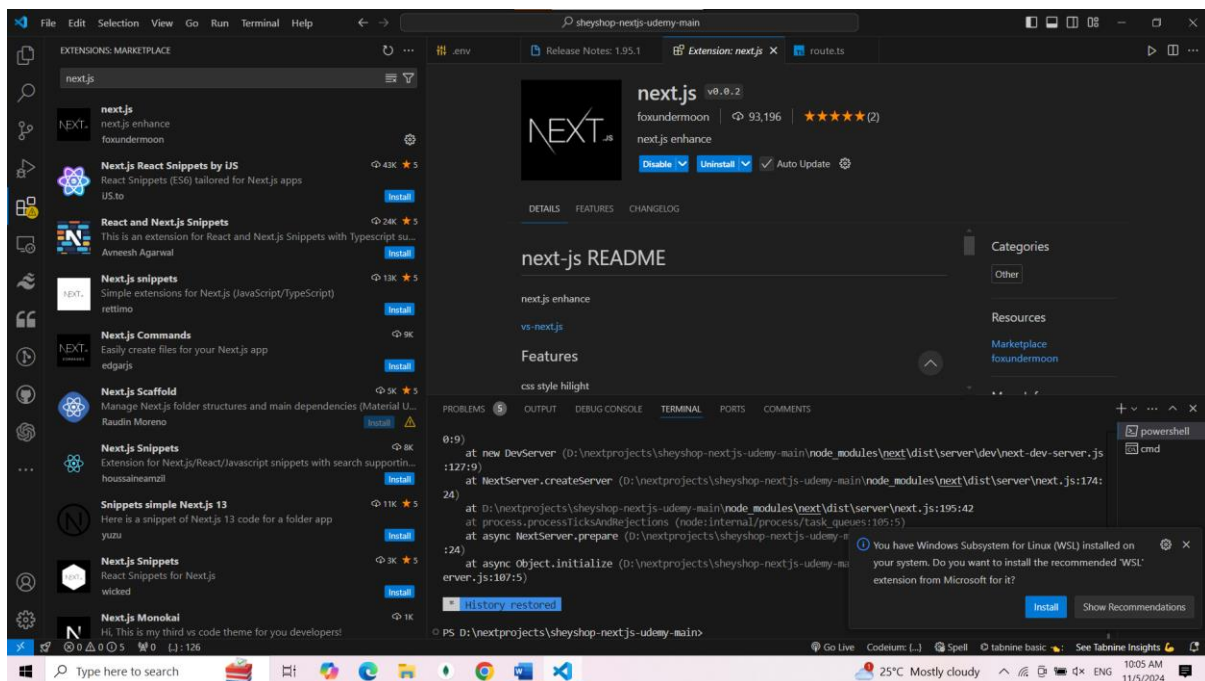 File Edit Selection View Go Run Terminal Help
sheyshop-nextjs-udemy-main
EXTENSIONS: MARKETPLACE
next.js
next.js
next.js enhance
foxundermoon
Next.js React Snippets by iJS
43K ★ 5
React Snippets (ES6) tailored for Next.js apps
iJS.to
Install
React and Next.js Snippets
24K ★ 5
This is an extension for React and Next.js Snippets with Typescript su...
Avneesh Agarwal
Install
Next.js snippets
13K ★ 5
Simple extensions for Next.js (JavaScript/TypeScript)
rettimo
Install
Next.js Commands
9K
Easily create files for your Next.js app
edgarjs
Install
Next.js Scaffold
5K ★ 5
Manage Next.js folder structures and main dependencies (Material U...
Raudin Moreno
Install
Next.js Snippets
8K
Extension for Next.js/React/Javascript snippets with search supportin...
houssaineamzil
Install
Snippets simple Next.js 13
11K ★ 5
Here is a snippet of Next.js 13 code for a folder app
yuzu
Install
Next.js Snippets
3K ★ 5
React Snippets for Next.js
wicked
Install
Next.js Monokai
1K
Hi, This is my third vs code theme for you developers!
.env
Release Notes: 1.95.1
Extension: next.js
route.ts
NEXT.JS
next.js v0.0.2
foxundermoon 93,196 ★★★★★(2)
next.js enhance
Disable Uninstall Auto Update
DETAILS FEATURES CHANGELOG
next-js README
next.js enhance
vs-next.js
Features
css style hilight
Categories
Other
Resources
Marketplace
foxundermoon
PROBLEMS 5 OUTPUT DEBUG CONSOLE TERMINAL PORTS COMMENTS
powershell
cmd
0:9)
at new DevServer (D:\nextprojects\sheyshop-nextjs-udemy-main\node_modules\next\dist\server\dev\next-dev-server.js
:127:9)
at NextServer.createServer (D:\nextprojects\sheyshop-nextjs-udemy-main\node_modules\next\dist\server\next.js:174:
24)
at D:\nextprojects\sheyshop-nextjs-udemy-main\node_modules\next\dist\server\next.js:195:42
at process.processTicksAndRejections (node:internal/process/task_queues:105:5)
at async NextServer.prepare (D:\nextprojects\sheyshop-nextjs-udemy-m
:24)
at async Object.initialize (D:\nextprojects\sheyshop-nextjs-udemy-ma
erver.js:107:5)
* History restored
PS D:\nextprojects\sheyshop-nextjs-udemy-main>
You have Windows Subsystem for Linux (WSL) installed on
your system. Do you want to install the recommended 'WSL'
extension from Microsoft for it?
Install Show Recommendations
0 0 5 0 {..}: 126
Go Live Codeium: {...} Spell tabnine basic See Tabnine Insights
Type here to search
25°C Mostly cloudy ENG
10:05 AM
11/5/2024